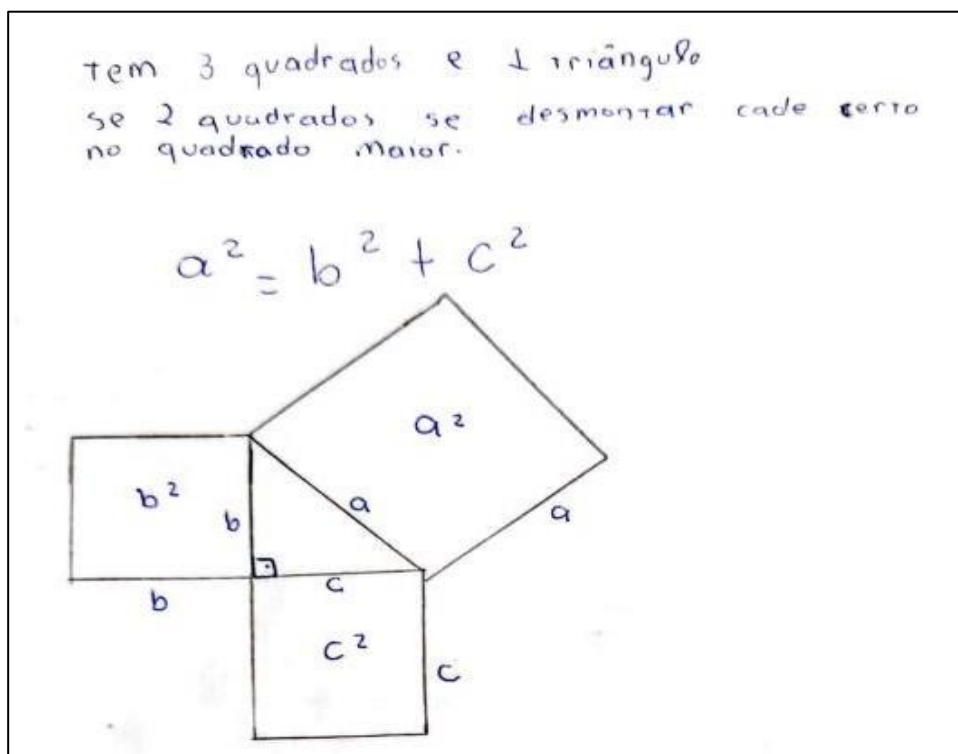 Tem 3 quadrados e 1 triângulo
se 2 quadrados se desmontar cade certo
no quadrado maior.
a² = b² + c²
a²
b²
b
a
a
c
b
c²
c